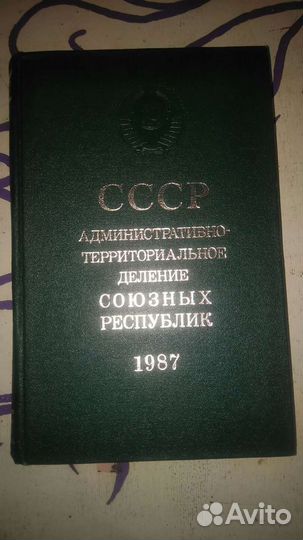 СССР
АДМИНИСТРАТИВНО-
ТЕРРИТОРИАЛЬНОЕ
ДЕЛЕНИЕ
СОЮЗНЫХ
РЕСПУБЛИК
1987
Avito